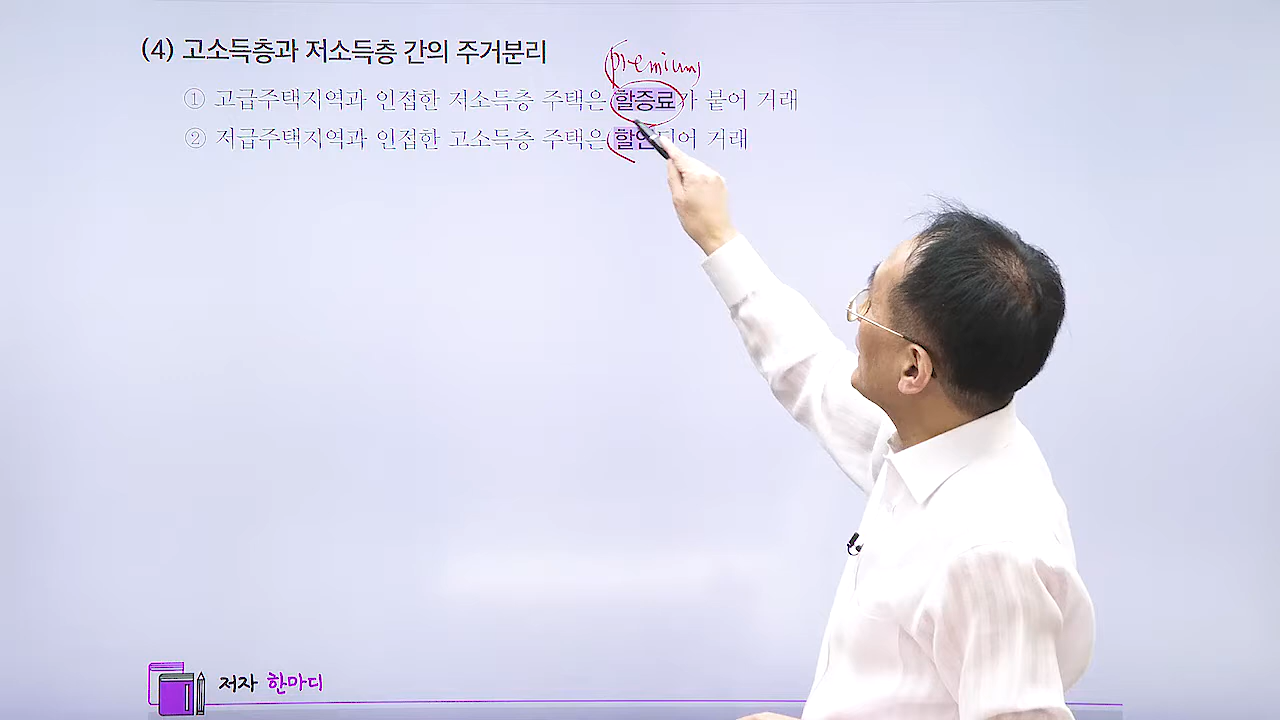 (4) 고소득층과 저소득층 간의 주거분리
premium
① 고급주택지역과 인접한 저소득층 주택은 할증료가 붙어 거래
② 저급주택지역과 인접한 고소득층 주택은 할인되어 거래
저자 한마디